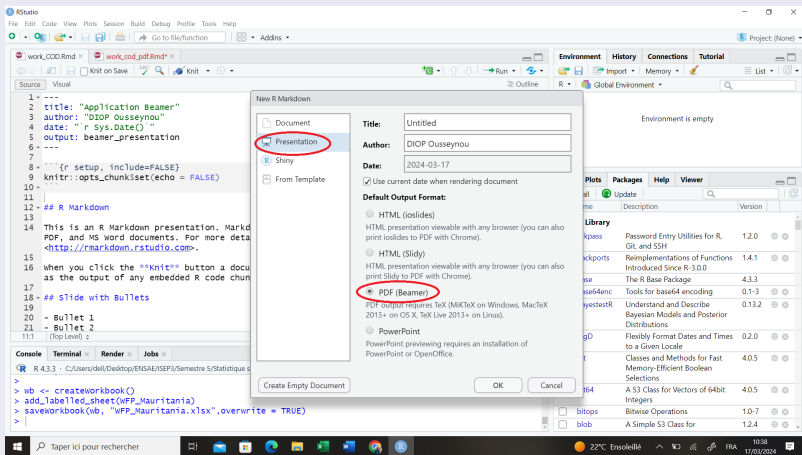 RStudio
File Edit Code View Plots Session Build Debug Profile Tools Help
Go to file/function
Addins
Project: (None)
work_COD.Rmd
work_cod_pdf.Rmd*
Knit on Save
Knit
Run
Source Visual
Outline
1 ---
2 title: "Application Beamer"
3 author: "DIOP Ousseynou"
4 date: "`r Sys.Date()`"
5 output: beamer_presentation
6 ---
7
8 ```{r setup, include=FALSE}
9 knitr::opts_chunk$set(echo = FALSE)
10 ```
11
12 ## R Markdown
13
14 This is an R Markdown presentation. Markd
PDF, and MS Word documents. For more deta
<http://rmarkdown.rstudio.com>.
15
16 When you click the **Knit** button a docu
as the output of any embedded R code chun
17
18 ## Slide with Bullets
19
20 - Bullet 1
21 - Bullet 2
11:1 (Top Level)
Console Terminal Render Jobs
R 4.3.3 · C:/Users/dell/Desktop/ENSAE/ISEP3/Semestre 5/Statistique s
>
> wb <- createWorkbook()
> add_labelled_sheet(WFP_Mauritania)
> saveWorkbook(wb, "WFP_Mauritania.xlsx",overwrite = TRUE)
>
New R Markdown
Document
Presentation
Shiny
From Template
Title: Untitled
Author: DIOP Ousseynou
Date: 2024-03-17
Use current date when rendering document
Default Output Format:
HTML (ioslides)
HTML presentation viewable with any browser (you can also
print ioslides to PDF with Chrome).
HTML (Slidy)
HTML presentation viewable with any browser (you can also
print Slidy to PDF with Chrome).
PDF (Beamer)
PDF output requires TeX (MiKTeX on Windows, MacTeX
2013+ on OS X, TeX Live 2013+ on Linux).
PowerPoint
PowerPoint previewing requires an installation of
PowerPoint or OpenOffice.
Create Empty Document
OK
Cancel
Environment History Connections Tutorial
Import
Memory
List
R
Global Environment
Environment is empty
Plots Packages Help Viewer
all Update
me Description Version
Library
kpass Password Entry Utilities for R, 1.2.0
Git, and SSH
ckports Reimplementations of Functions 1.4.1
Introduced Since R-3.0.0
se The R Base Package 4.3.3
se64enc Tools for base64 encoding 0.1-3
yestestR Understand and Describe 0.13.2
Bayesian Models and Posterior
Distributions
gD Flexibly Format Dates and Times 0.2.0
to a Given Locale
t Classes and Methods for Fast 4.0.5
Memory-Efficient Boolean
Selections
t64 A S3 Class for Vectors of 64bit 4.0.5
Integers
bitops Bitwise Operations 1.0-7
blob A Simple S3 Class for 1.2.4
Taper ici pour rechercher
22°C Ensoleillé
FRA
10:38
17/03/2024